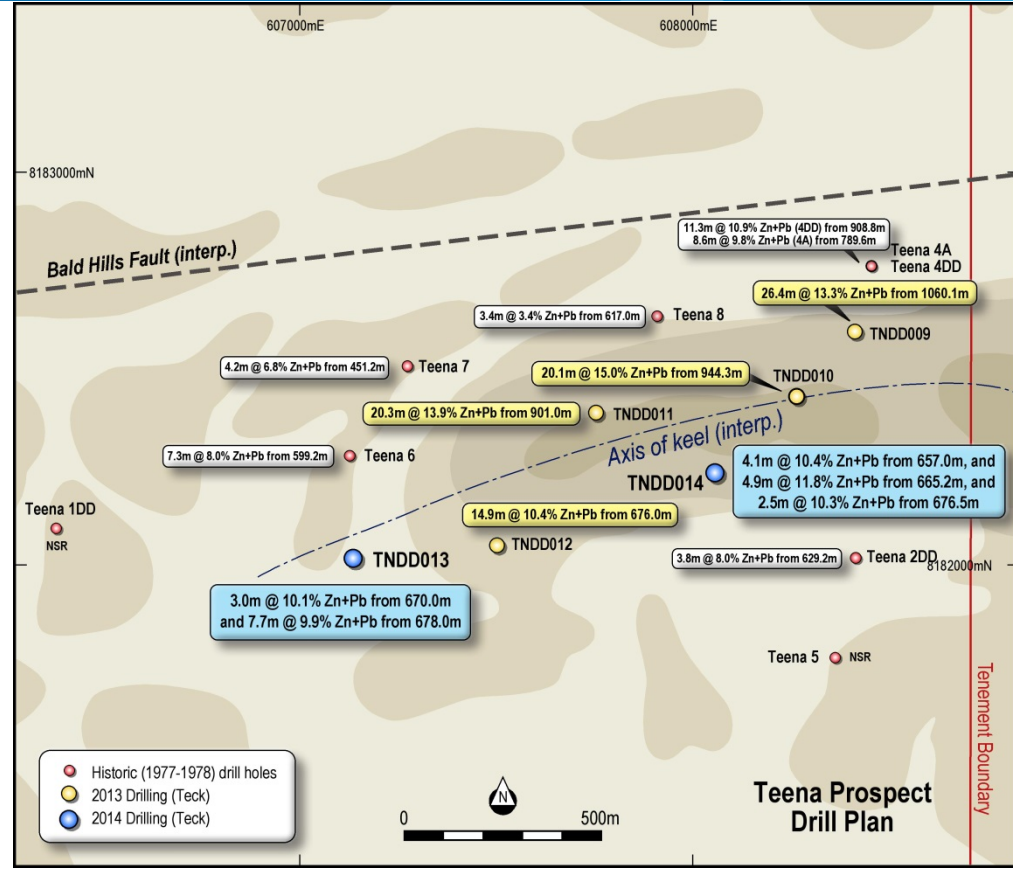 607000mE
608000mE
8183000mN
Bald Hills Fault (interp.)
11.3m @ 10.9% Zn+Pb (4DD) from 908.8m
8.6m @ 9.8% Zn+Pb (4A) from 789.6m
Teena 4A
Teena 4DD
26.4m @ 13.3% Zn+Pb from 1060.1m
TNDD009
3.4m @ 3.4% Zn+Pb from 617.0m
Teena 8
4.2m @ 6.8% Zn+Pb from 451.2m
Teena 7
20.1m @ 15.0% Zn+Pb from 944.3m
TNDD010
20.3m @ 13.9% Zn+Pb from 901.0m
TNDD011
Axis of keel (interp.)
7.3m @ 8.0% Zn+Pb from 599.2m
Teena 6
TNDD014
4.1m @ 10.4% Zn+Pb from 657.0m, and
4.9m @ 11.8% Zn+Pb from 665.2m, and
2.5m @ 10.3% Zn+Pb from 676.5m
Teena 1DD
NSR
14.9m @ 10.4% Zn+Pb from 676.0m
TNDD012
TNDD013
3.0m @ 10.1% Zn+Pb from 670.0m
and 7.7m @ 9.9% Zn+Pb from 678.0m
3.8m @ 8.0% Zn+Pb from 629.2m
Teena 2DD
8182000mN
Teena 5
NSR
Tenement Boundary
Historic (1977-1978) drill holes
2013 Drilling (Teck)
2014 Drilling (Teck)
N
0
500m
Teena Prospect
Drill Plan